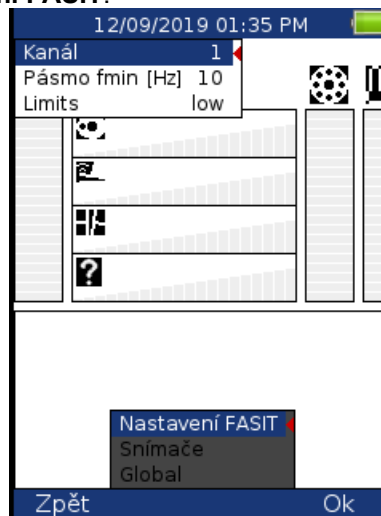 12/09/2019 01:35 PM
Kanál 1
Pásmo fmin [Hz] 10
Limits low
?
Nastavení FASIT
Snímače
Global
Zpět Ok